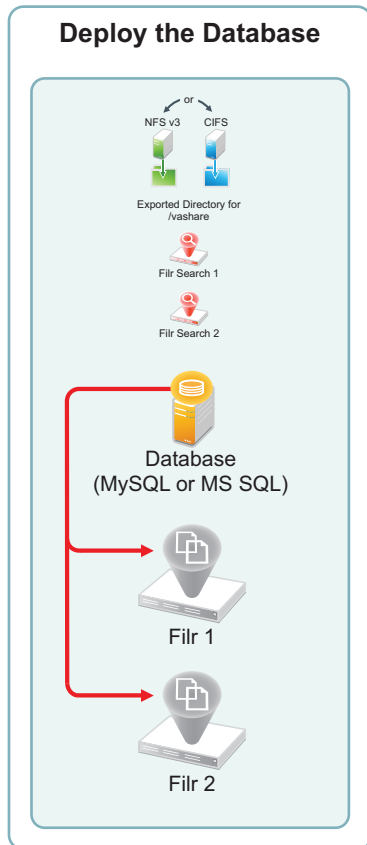 Deploy the Database
or
NFS v3 CIFS
Exported Directory for
/vashare
Filr Search 1
Filr Search 2
Database
(MySQL or MS SQL)
Filr 1
Filr 2